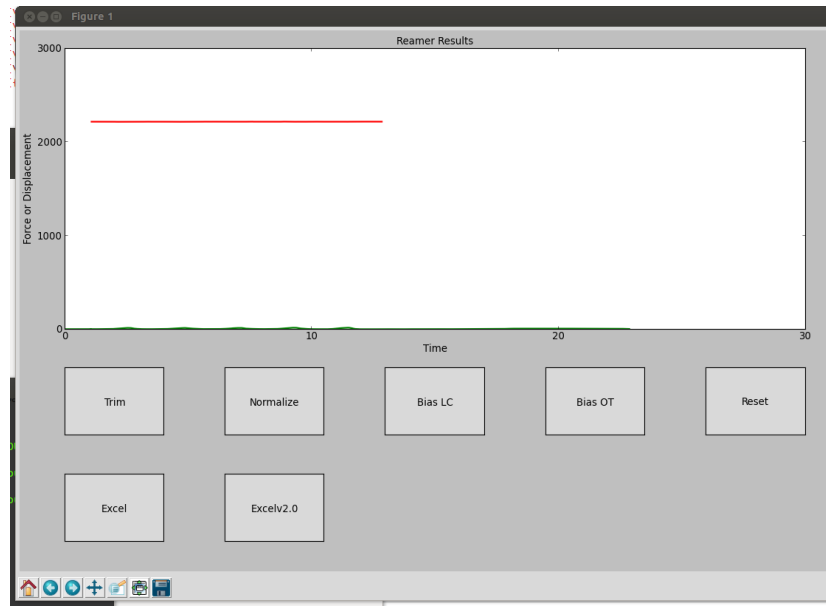 Figure 1
Reamer Results
3000
2000
1000
0
Force or Displacement
0 10 20 30
Time
Trim Normalize Bias LC Bias OT Reset
Excel Excelv2.0